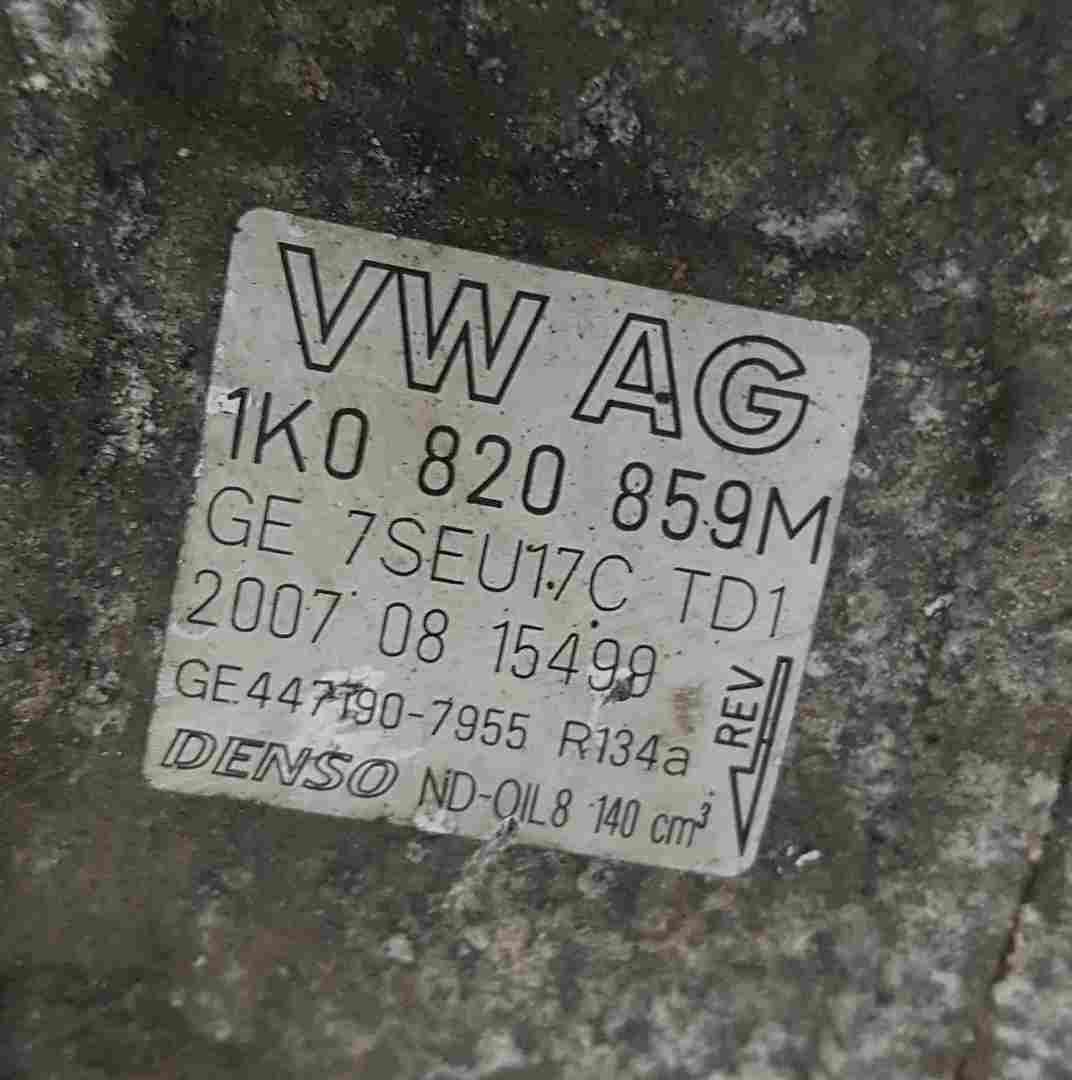 VW AG
1K0 820 859M
GE 7SEU17C TD1
2007 08 15499
GE447190-7955 R134a
REV
DENSO ND-OIL8 140 cm³